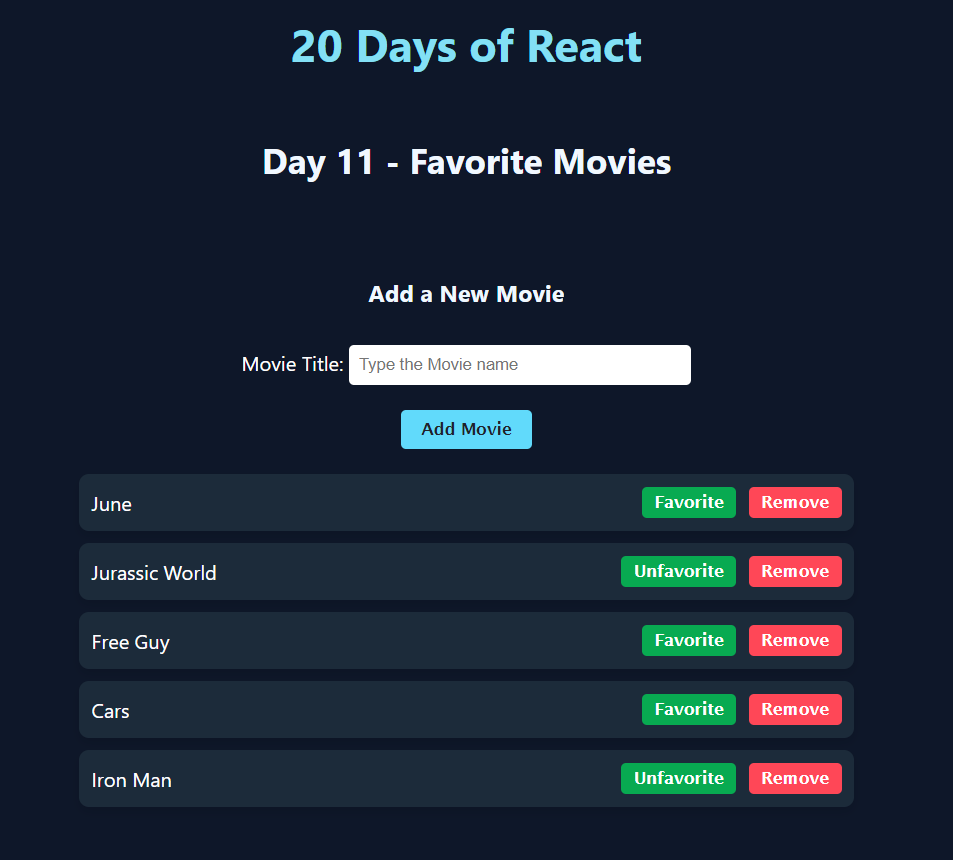 20 Days of React
Day 11 - Favorite Movies
Add a New Movie
Movie Title: Type the Movie name
Add Movie
June Favorite Remove
Jurassic World Unfavorite Remove
Free Guy Favorite Remove
Cars Favorite Remove
Iron Man Unfavorite Remove